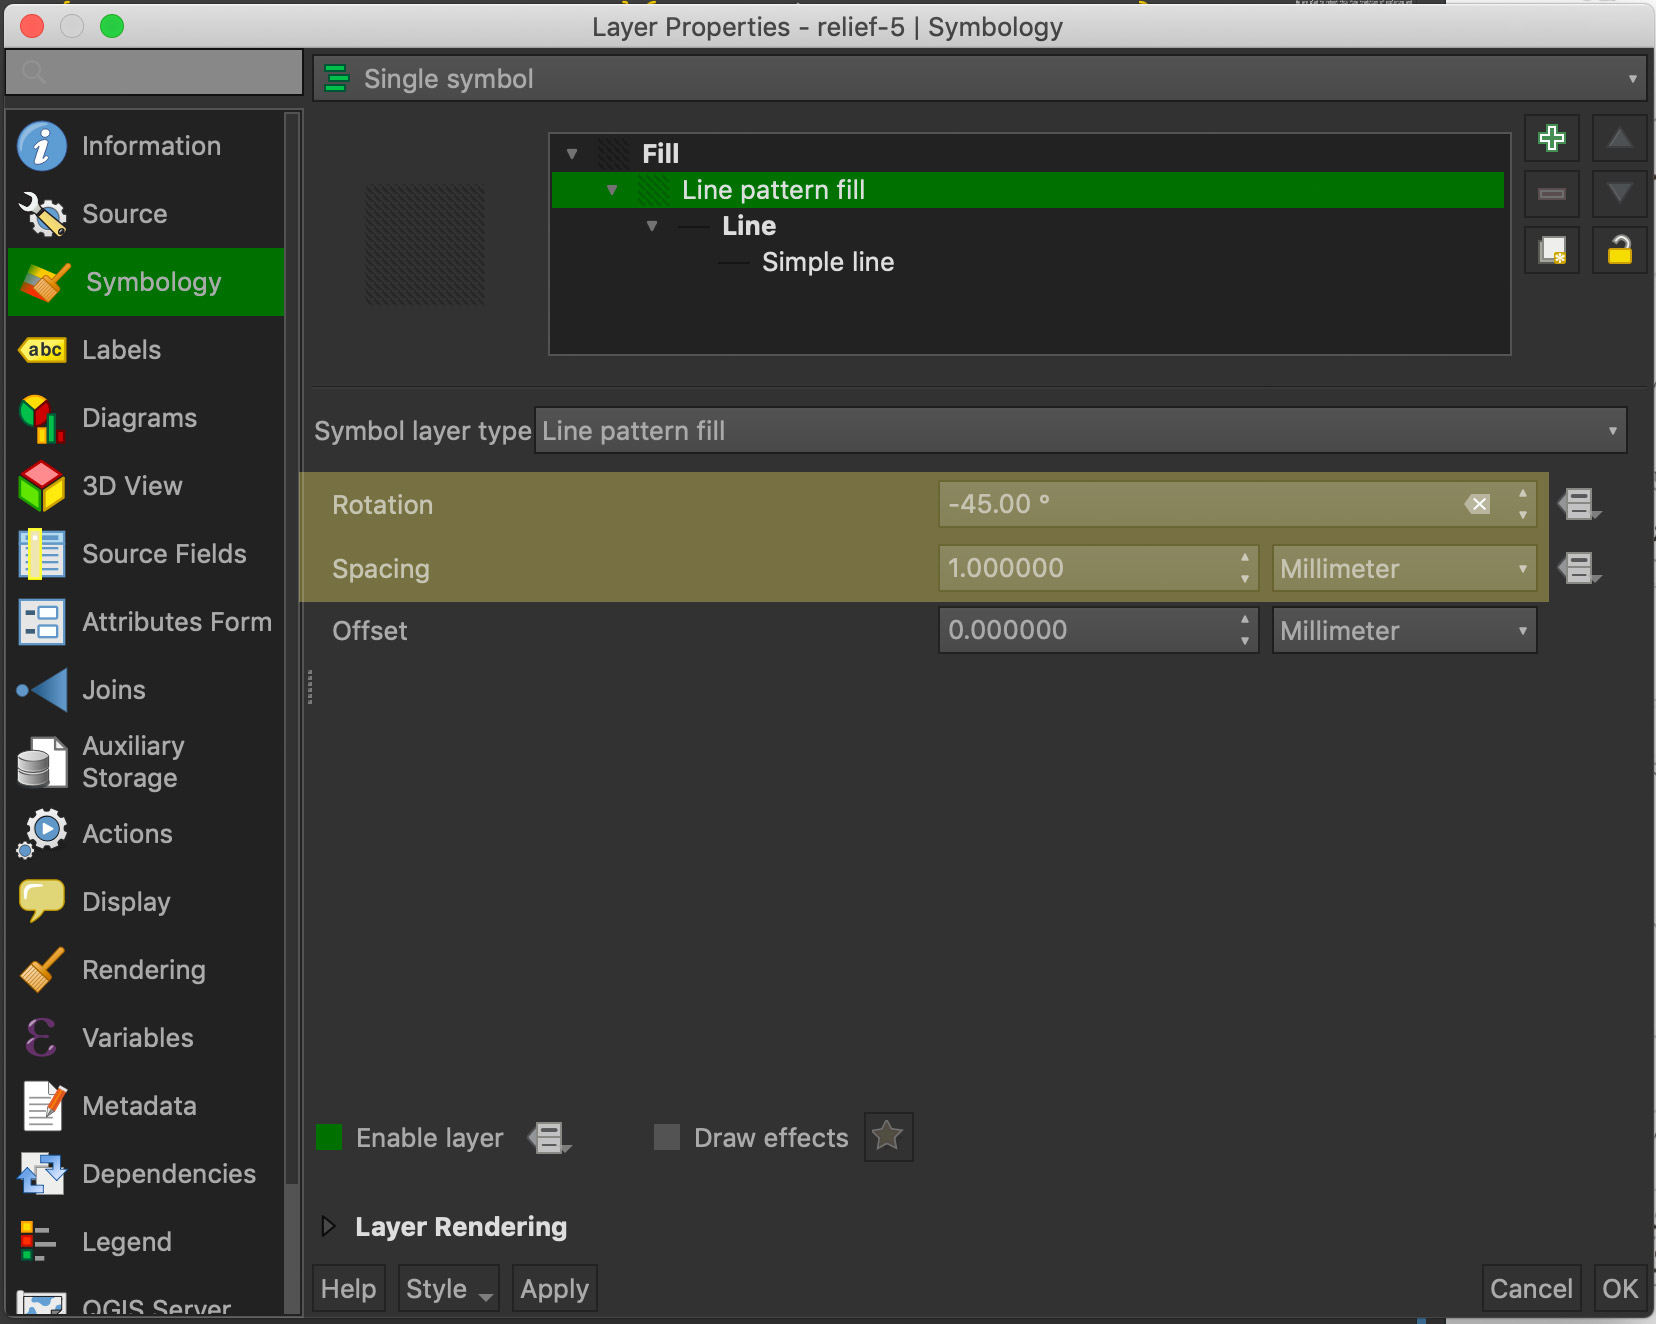 Layer Properties - relief-5 | Symbology
Single symbol
Information
Source
Symbology
Labels
abc
Diagrams
3D View
Source Fields
Attributes Form
Joins
Auxiliary
Storage
Actions
Display
Rendering
Variables
Metadata
Dependencies
Legend
QGIS Server
Fill
Line pattern fill
Line
Simple line
Symbol layer type Line pattern fill
Rotation -45.00 °
Spacing 1.000000 Millimeter
Offset 0.000000 Millimeter
Enable layer Draw effects
Layer Rendering
Help Style Apply Cancel OK